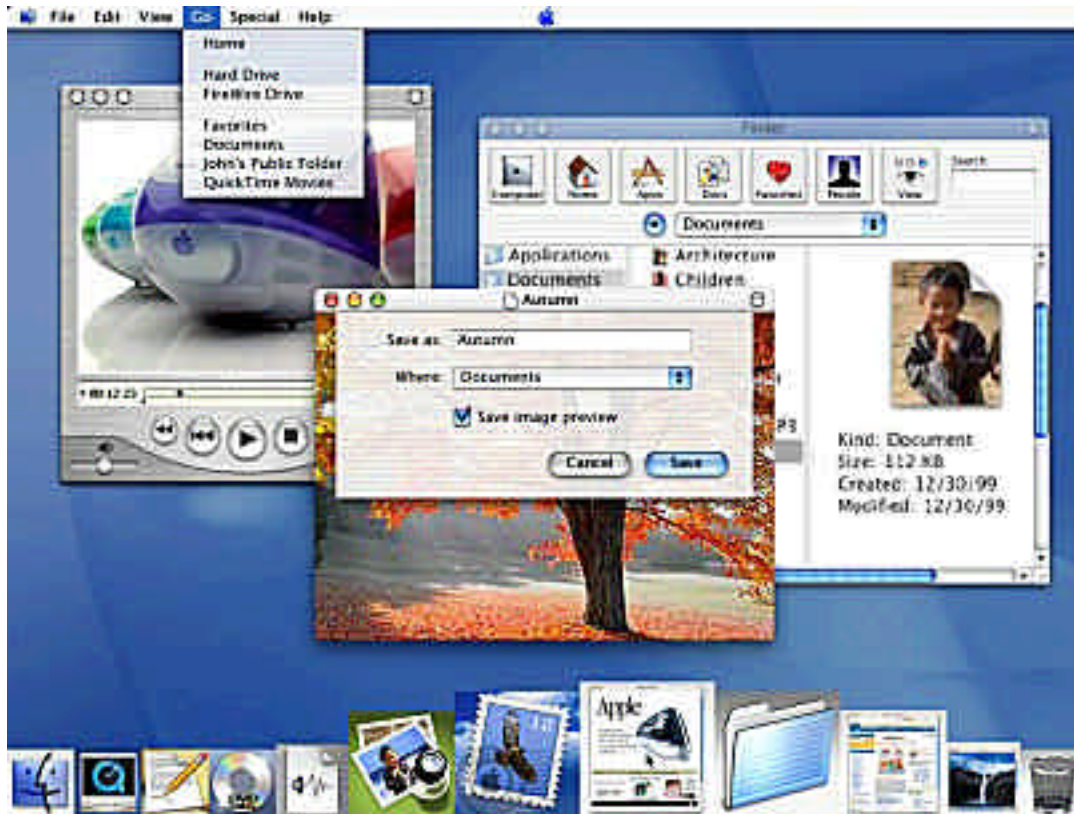 File Edit View Go Special Help
Home
Hard Drive
FireWire Drive
Favorites
Documents
John's Public Folder
QuickTime Movies
Finder
Computer Home Apps Docs Favorites People View Search
Documents
Applications
Documents
Architecture
Children
Autumn
Save as: Autumn
Where: Documents
Save image preview
Cancel Save
P3
Kind: Document
Size: 112 KB
Created: 12/30/99
Modified: 12/30/99
Apple